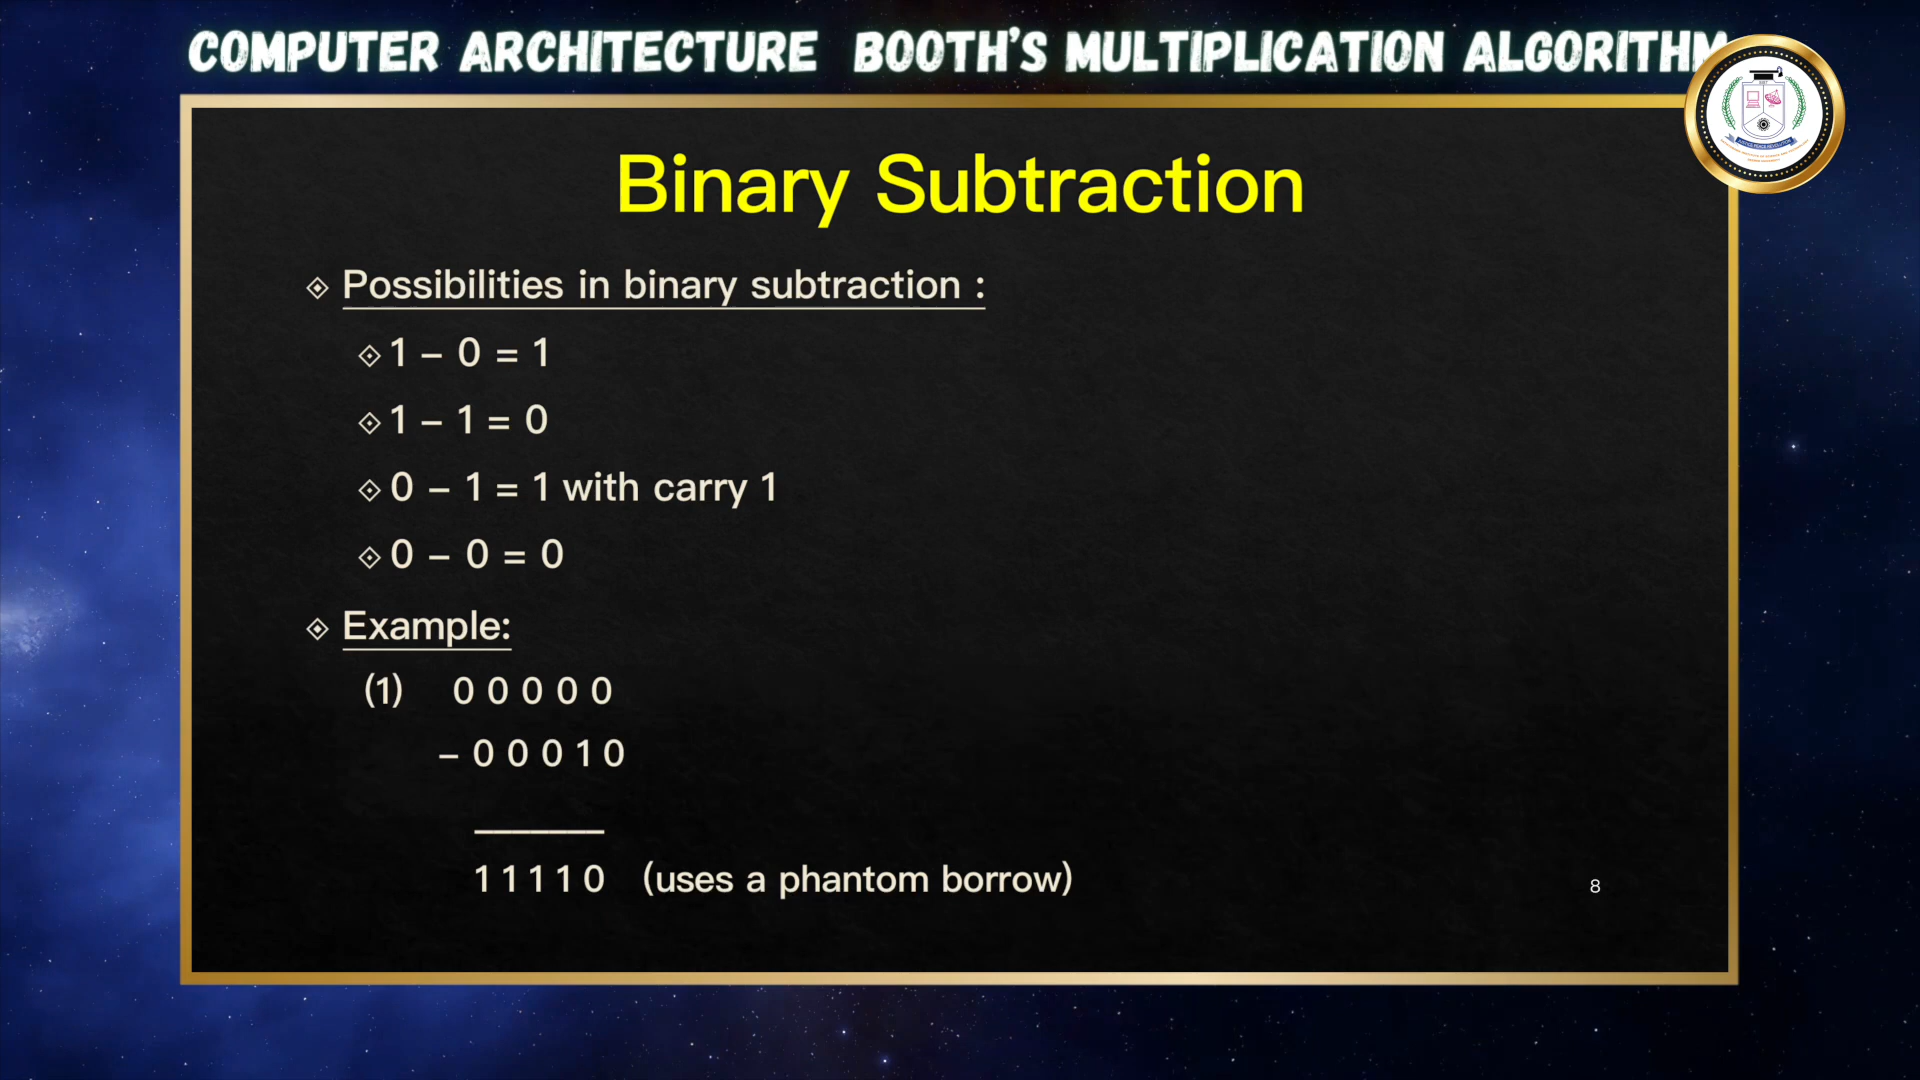 COMPUTER ARCHITECTURE BOOTH'S MULTIPLICATION ALGORITHM
Binary Subtraction
Possibilities in binary subtraction :
1 – 0 = 1
1 – 1 = 0
0 – 1 = 1 with carry 1
0 – 0 = 0
Example:
(1) 0 0 0 0 0
– 0 0 0 1 0
1 1 1 1 0 (uses a phantom borrow)
8